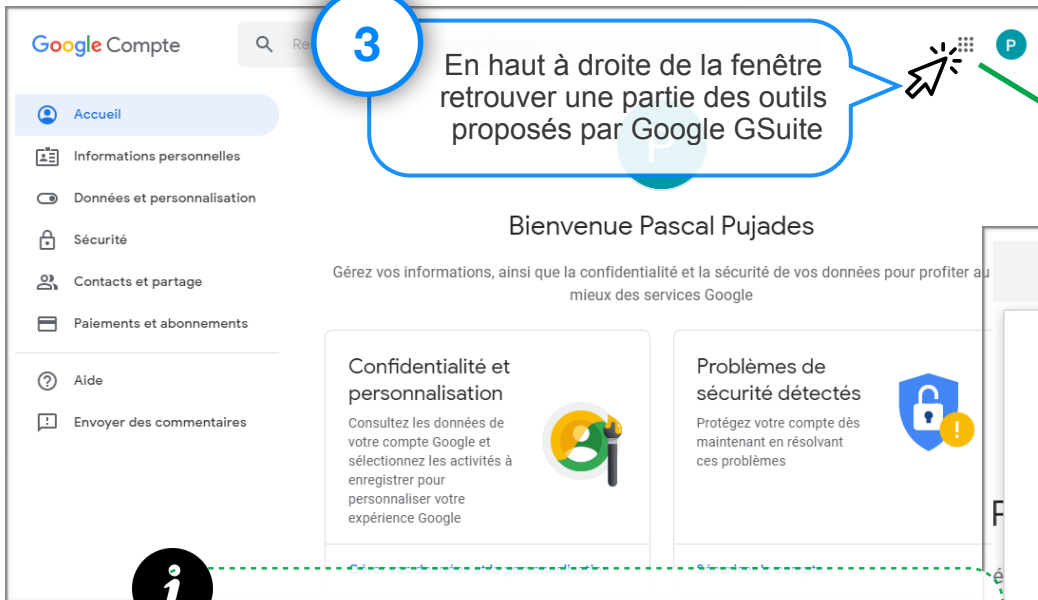 Google Compte
Re
3
En haut à droite de la fenêtre
retrouver une partie des outils
proposés par Google GSuite
P
Accueil
Informations personnelles
Données et personnalisation
Sécurité
Contacts et partage
Paiements et abonnements
Aide
Envoyer des commentaires
P
Bienvenue Pascal Pujades
Gérez vos informations, ainsi que la confidentialité et la sécurité de vos données pour profiter au
mieux des services Google
Confidentialité et
personnalisation
Consultez les données de
votre compte Google et
sélectionnez les activités à
enregistrer pour
personnaliser votre
expérience Google
Problèmes de
sécurité détectés
Protégez votre compte dès
maintenant en résolvant
ces problèmes
!
i